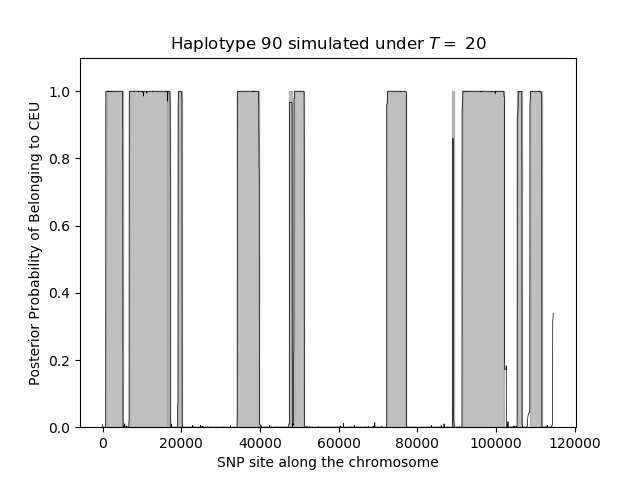 Haplotype 90 simulated under T = 20
Posterior Probability of Belonging to CEU
1.0
0.8
0.6
0.4
0.2
0.0
0 20000 40000 60000 80000 100000 120000
SNP site along the chromosome